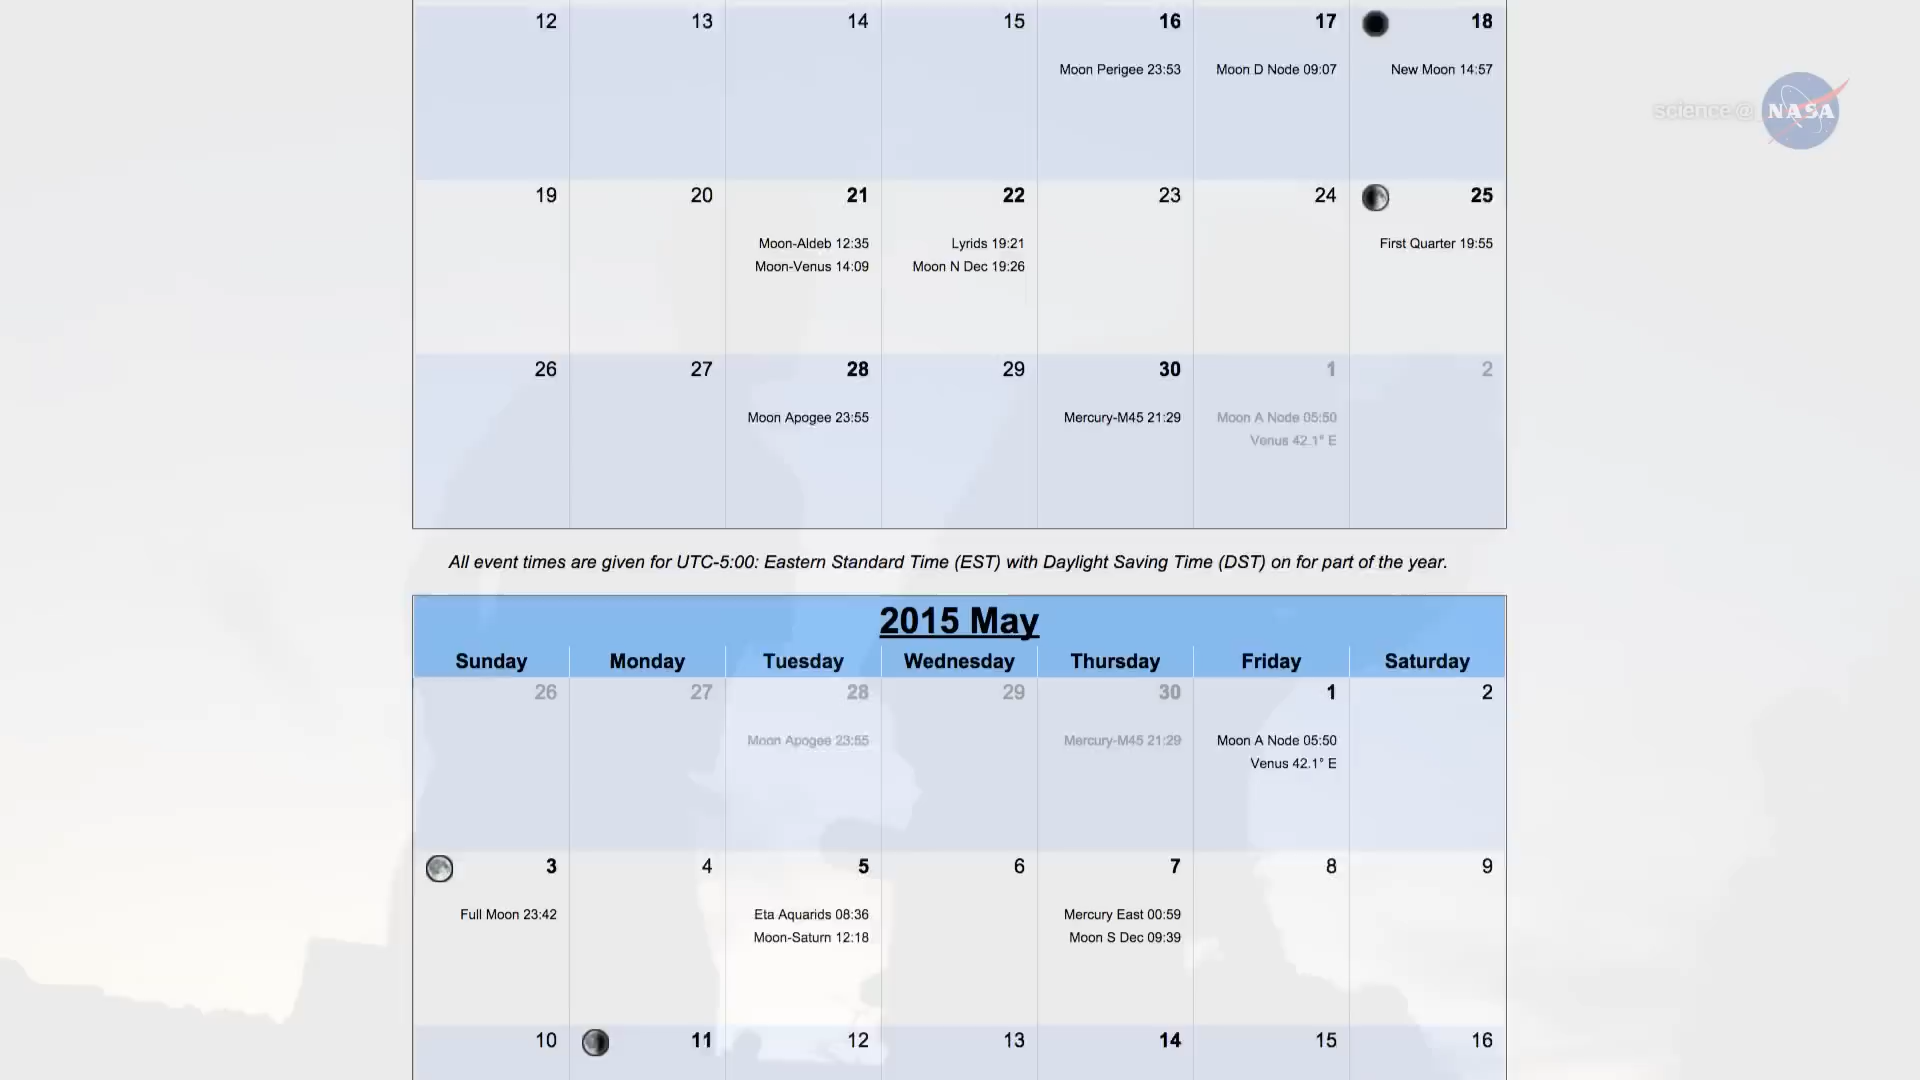 12 13 14 15 16 17 18
Moon Perigee 23:53 Moon D Node 09:07 New Moon 14:57
science@ NASA
19 20 21 22 23 24 25
Moon-Aldeb 12:35 Lyrids 19:21 First Quarter 19:55
Moon-Venus 14:09 Moon N Dec 19:26
26 27 28 29 30 1 2
Moon Apogee 23:55 Mercury-M45 21:29 Moon A Node 05:50
Venus 42.1° E
All event times are given for UTC-5:00: Eastern Standard Time (EST) with Daylight Saving Time (DST) on for part of the year.
2015 May
Sunday Monday Tuesday Wednesday Thursday Friday Saturday
26 27 28 29 30 1 2
Moon Apogee 23:55 Mercury-M45 21:29 Moon A Node 05:50
Venus 42.1° E
3 4 5 6 7 8 9
Full Moon 23:42 Eta Aquarids 08:36 Mercury East 00:59
Moon-Saturn 12:18 Moon S Dec 09:39
10 11 12 13 14 15 16